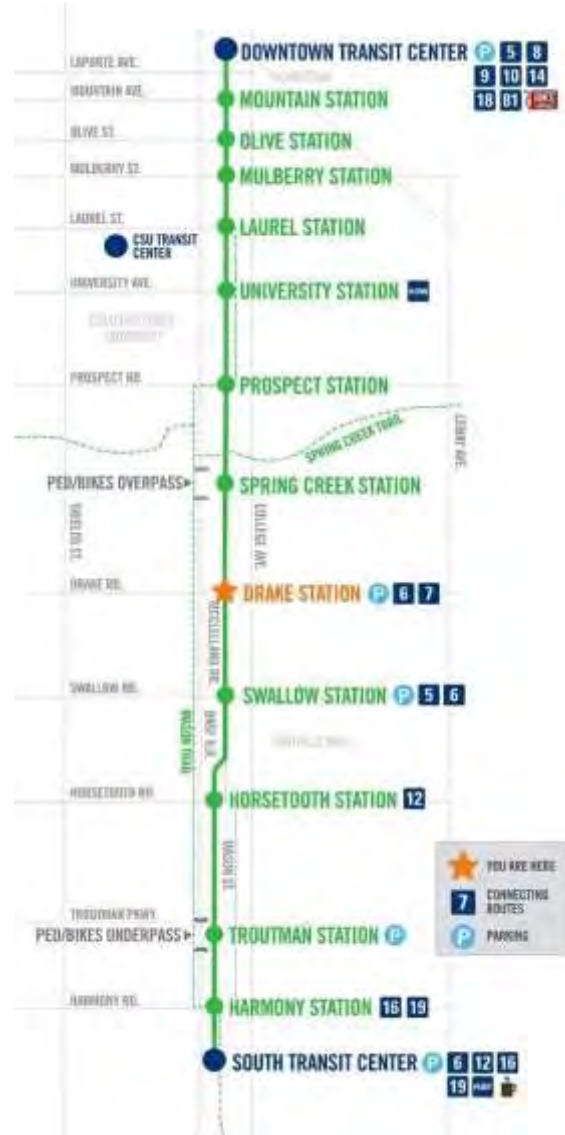 DOWNTOWN TRANSIT CENTER P 5 8
LAPORTE AVE.
9 10 14
MOUNTAIN AVE.
MOUNTAIN STATION
18 81
OLIVE ST.
OLIVE STATION
MULBERRY ST.
MULBERRY STATION
LAUREL ST.
LAUREL STATION
CSU TRANSIT
CENTER
UNIVERSITY AVE.
UNIVERSITY STATION
PROSPECT RD.
PROSPECT STATION
SPRING CREEK TRAIL
LEMAY AVE.
PED/BIKES OVERPASS
SPRING CREEK STATION
SHIELDS ST.
COLLEGE AVE.
DRAKE RD.
DRAKE STATION P 6 7
MCCLELLAND RD.
SWALLOW RD.
SWALLOW STATION P 5 6
MASON TRAIL
BNSF R.R.
HORSETOOTH RD.
HORSETOOTH STATION 12
MASON ST.
YOU ARE HERE
7 CONNECTING
ROUTES
P PARKING
TROUTMAN PKWY.
PED/BIKES UNDERPASS
TROUTMAN STATION P
HARMONY RD.
HARMONY STATION 16 19
SOUTH TRANSIT CENTER P 6 12 16
19